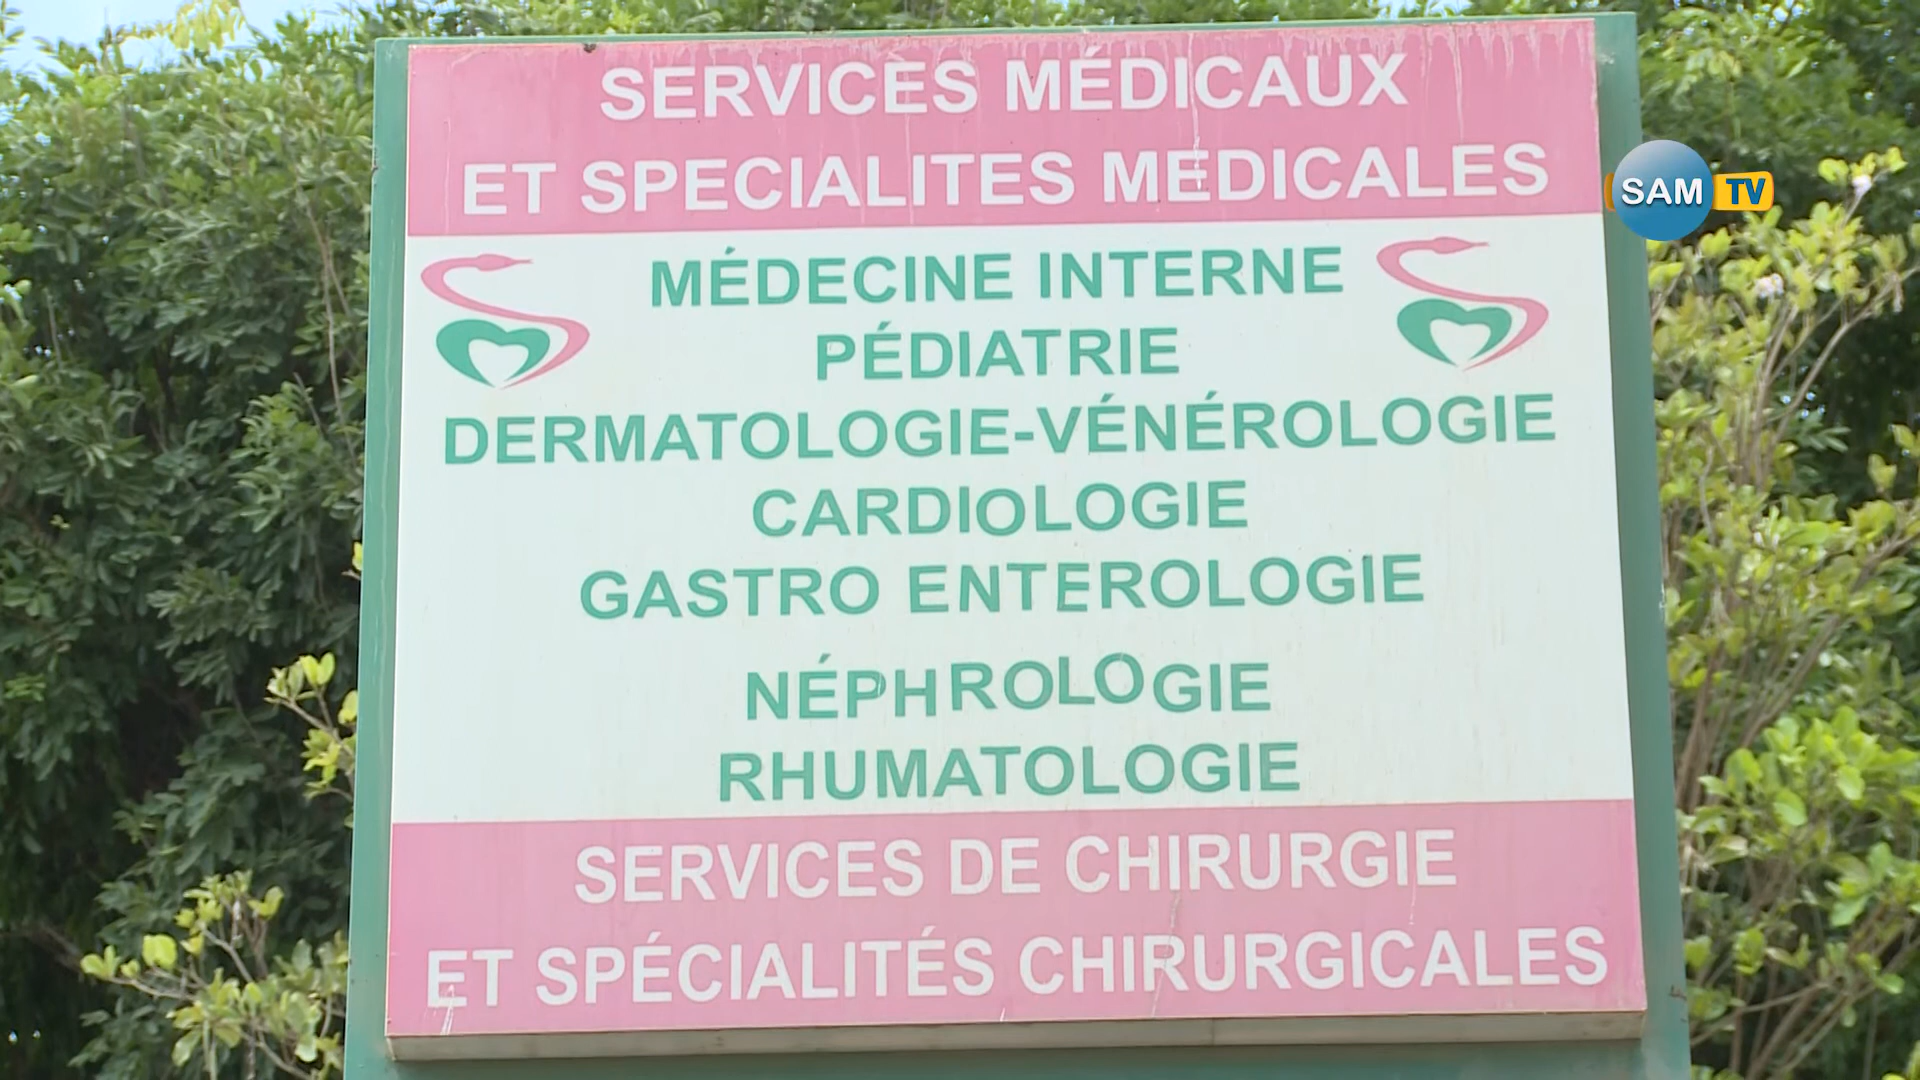 SERVICES MÉDICAUX
ET SPECIALITES MEDICALES
SAM TV
MÉDECINE INTERNE
PÉDIATRIE
DERMATOLOGIE-VÉNÉROLOGIE
CARDIOLOGIE
GASTRO ENTEROLOGIE
NÉPHROLOGIE
RHUMATOLOGIE
SERVICES DE CHIRURGIE
ET SPÉCIALITÉS CHIRURGICALES